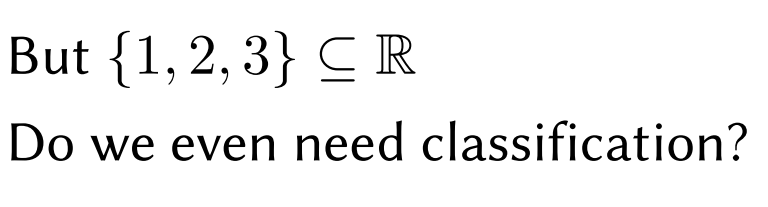 But {1, 2, 3} ⊆ ℝ
Do we even need classification?